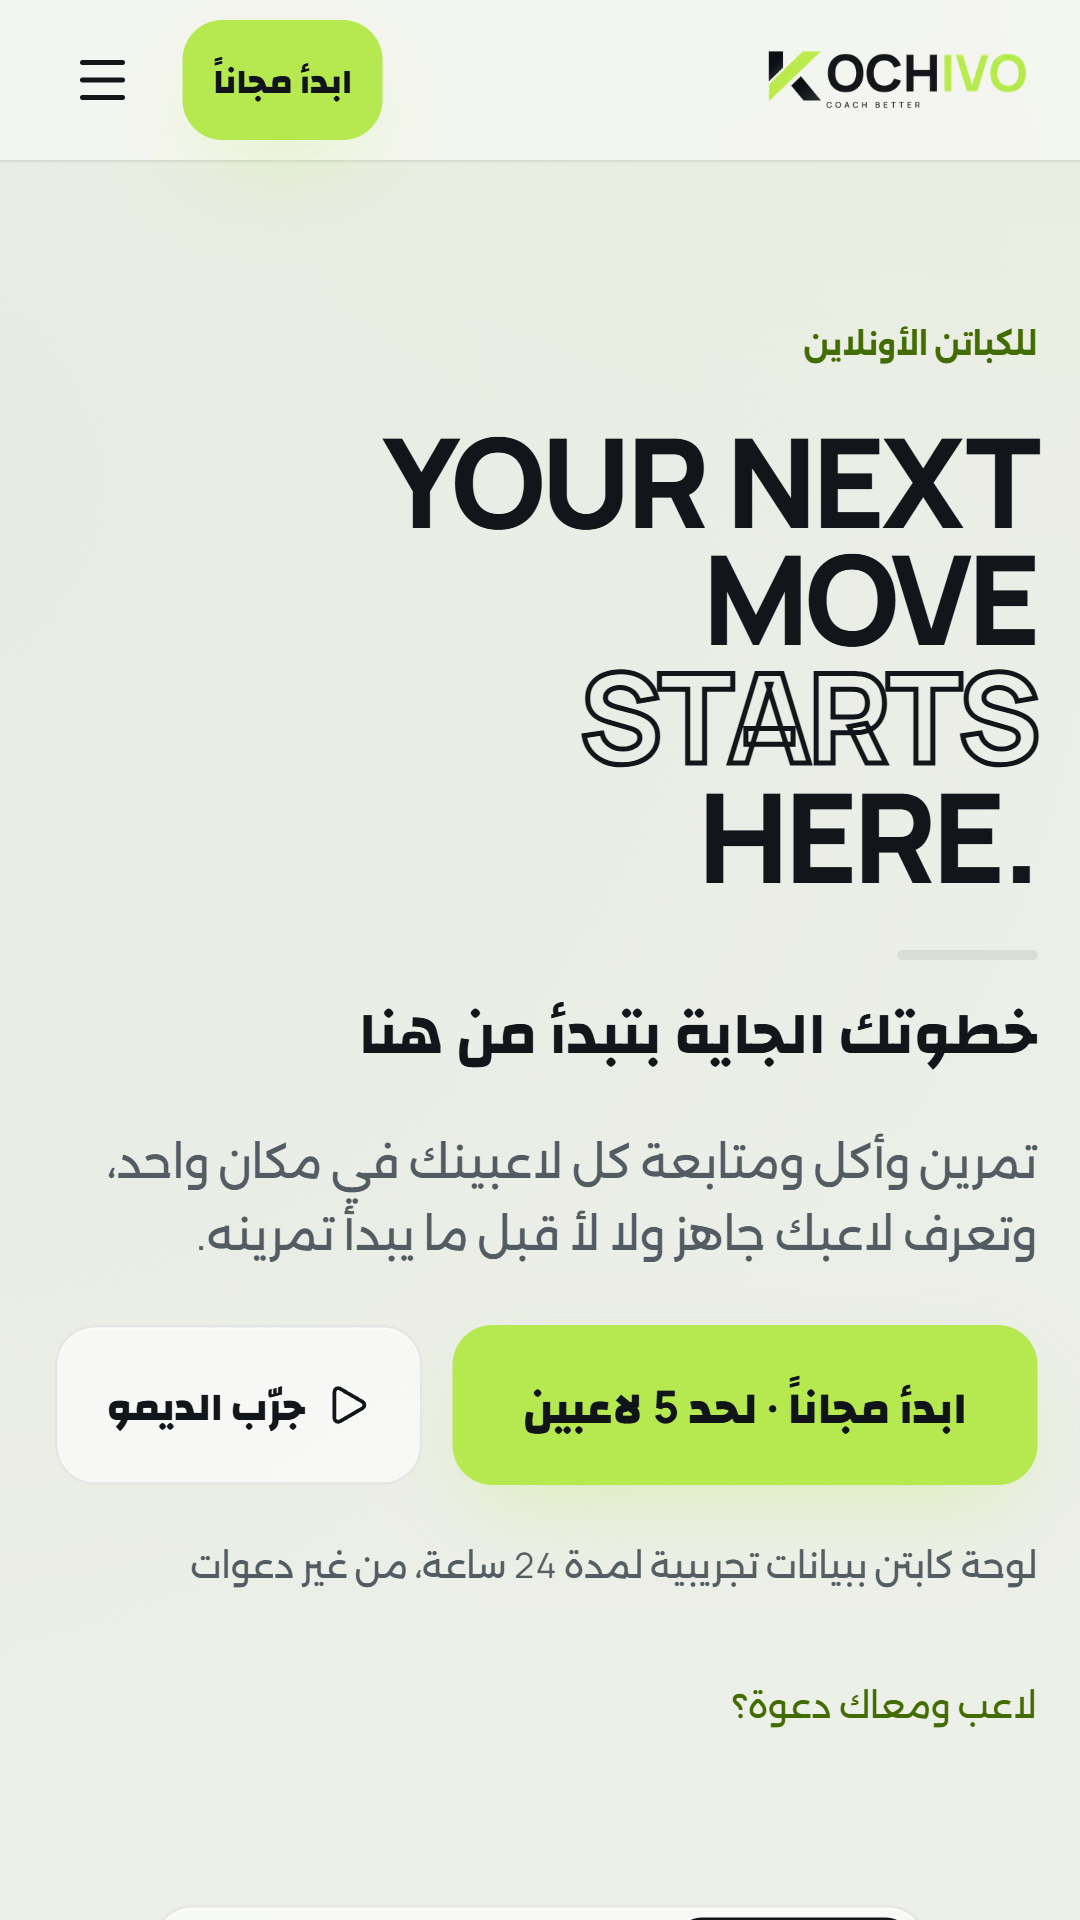 KOCHIVO
COACH BETTER
ابدأ مجاناً
للكباتن الأونلاين
YOUR NEXT
MOVE
STARTS
HERE.
خطوتك الجاية بتبدأ من هنا
تمرين وأكل ومتابعة كل لاعبينك في مكان واحد،
وتعرف لاعبك جاهز ولا لأ قبل ما يبدأ تمرينه.
ابدأ مجاناً · لحد 5 لاعبين
جرّب الديمو
لوحة كابتن ببيانات تجريبية لمدة 24 ساعة، من غير دعوات
لاعب ومعاك دعوة؟